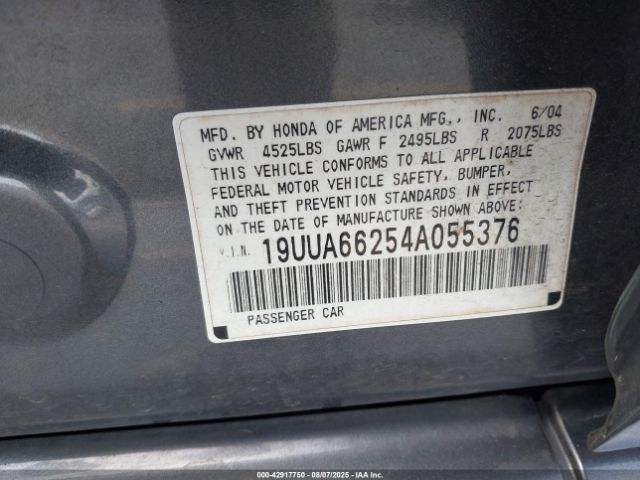 MFD. BY HONDA OF AMERICA MFG., INC. 6/04
GVWR 4525LBS GAWR F 2495LBS R 2075LBS
THIS VEHICLE CONFORMS TO ALL APPLICABLE
FEDERAL MOTOR VEHICLE SAFETY, BUMPER,
AND THEFT PREVENTION STANDARDS IN EFFECT
ON THE DATE OF MANUFACTURE SHOWN ABOVE:
V.I.N. 19UUA66254A055376
PASSENGER CAR
000-42917750 - 08/07/2025 - IAA Inc.